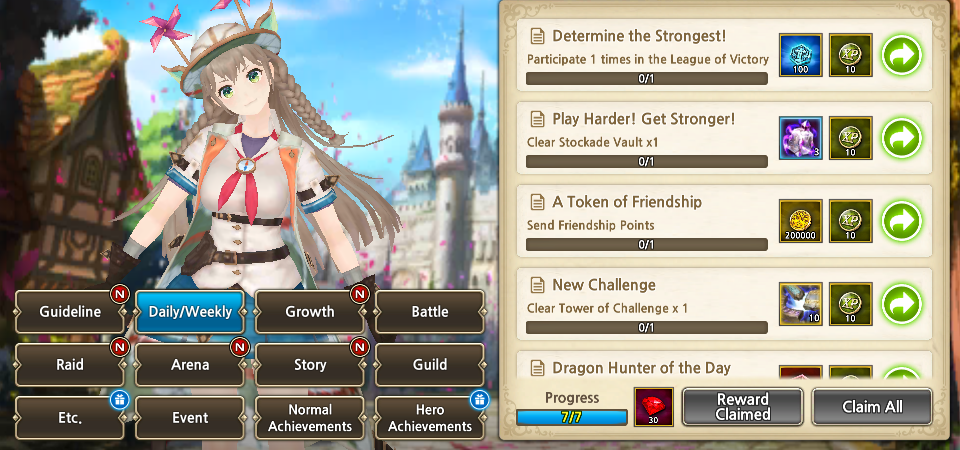 Determine the Strongest!
Participate 1 times in the League of Victory
0/1
100
XP
10
Play Harder! Get Stronger!
Clear Stockade Vault x1
0/1
3
XP
10
A Token of Friendship
Send Friendship Points
0/1
200000
XP
10
New Challenge
Clear Tower of Challenge x 1
0/1
10
XP
10
Dragon Hunter of the Day
Guideline
N
Daily/Weekly
Growth
N
Battle
Raid
N
Arena
N
Story
N
Guild
Etc.
Event
Normal
Achievements
Hero
Achievements
Progress
7/7
30
Reward
Claimed
Claim All